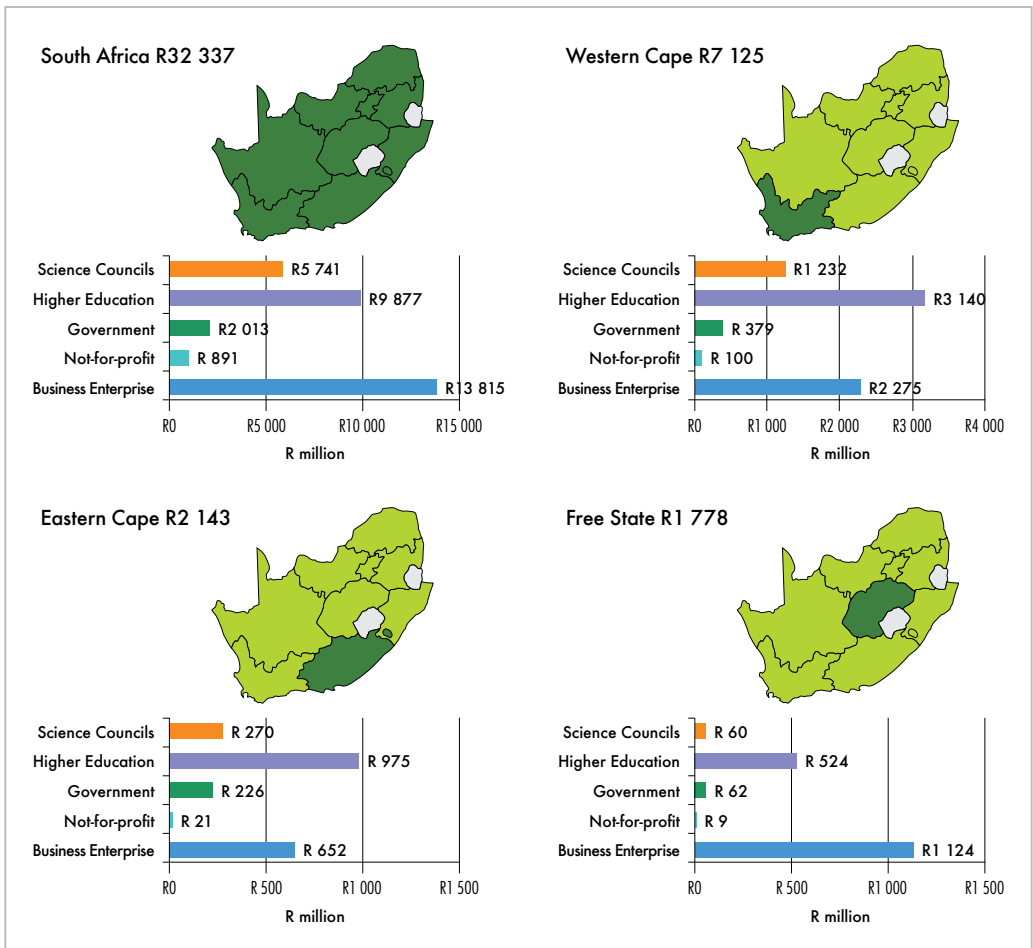 South Africa R32 337
Science Councils R5 741
Higher Education R9 877
Government R2 013
Not-for-profit R 891
Business Enterprise R13 815
R0 R5 000 R10 000 R15 000
R million
Western Cape R7 125
Science Councils R1 232
Higher Education R3 140
Government R 379
Not-for-profit R 100
Business Enterprise R2 275
R0 R1 000 R2 000 R3 000 R4 000
R million
Eastern Cape R2 143
Science Councils R 270
Higher Education R 975
Government R 226
Not-for-profit R 21
Business Enterprise R 652
R0 R 500 R1 000 R1 500
R million
Free State R1 778
Science Councils R 60
Higher Education R 524
Government R 62
Not-for-profit R 9
Business Enterprise R1 124
R0 R 500 R1 000 R1 500
R million